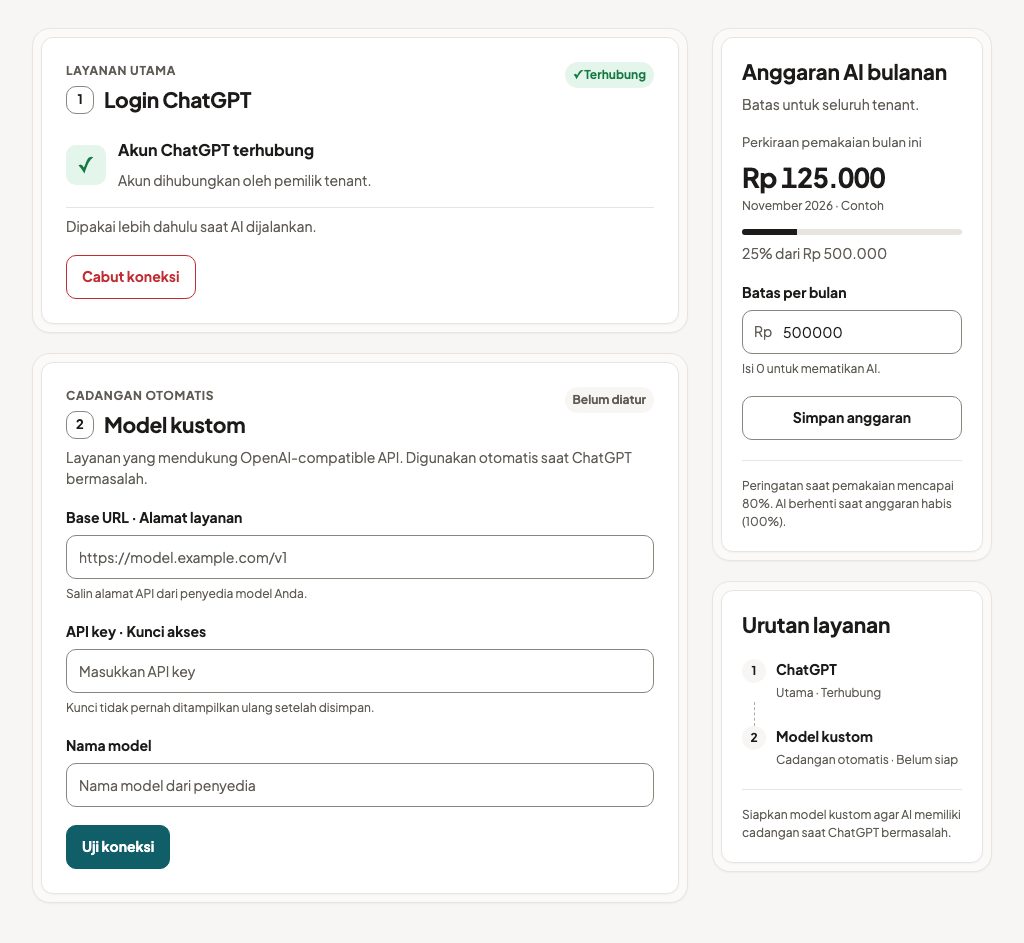 LAYANAN UTAMA
✓Terhubung
1 Login ChatGPT
✓ Akun ChatGPT terhubung
Akun dihubungkan oleh pemilik tenant.
Dipakai lebih dahulu saat AI dijalankan.
Cabut koneksi
CADANGAN OTOMATIS
Belum diatur
2 Model kustom
Layanan yang mendukung OpenAI-compatible API. Digunakan otomatis saat ChatGPT
bermasalah.
Base URL · Alamat layanan
https://model.example.com/v1
Salin alamat API dari penyedia model Anda.
API key · Kunci akses
Masukkan API key
Kunci tidak pernah ditampilkan ulang setelah disimpan.
Nama model
Nama model dari penyedia
Uji koneksi
Anggaran AI bulanan
Batas untuk seluruh tenant.
Perkiraan pemakaian bulan ini
Rp 125.000
November 2026 · Contoh
25% dari Rp 500.000
Batas per bulan
Rp 500000
Isi 0 untuk mematikan AI.
Simpan anggaran
Peringatan saat pemakaian mencapai
80%. AI berhenti saat anggaran habis
(100%).
Urutan layanan
1 ChatGPT
Utama · Terhubung
2 Model kustom
Cadangan otomatis · Belum siap
Siapkan model kustom agar AI memiliki
cadangan saat ChatGPT bermasalah.